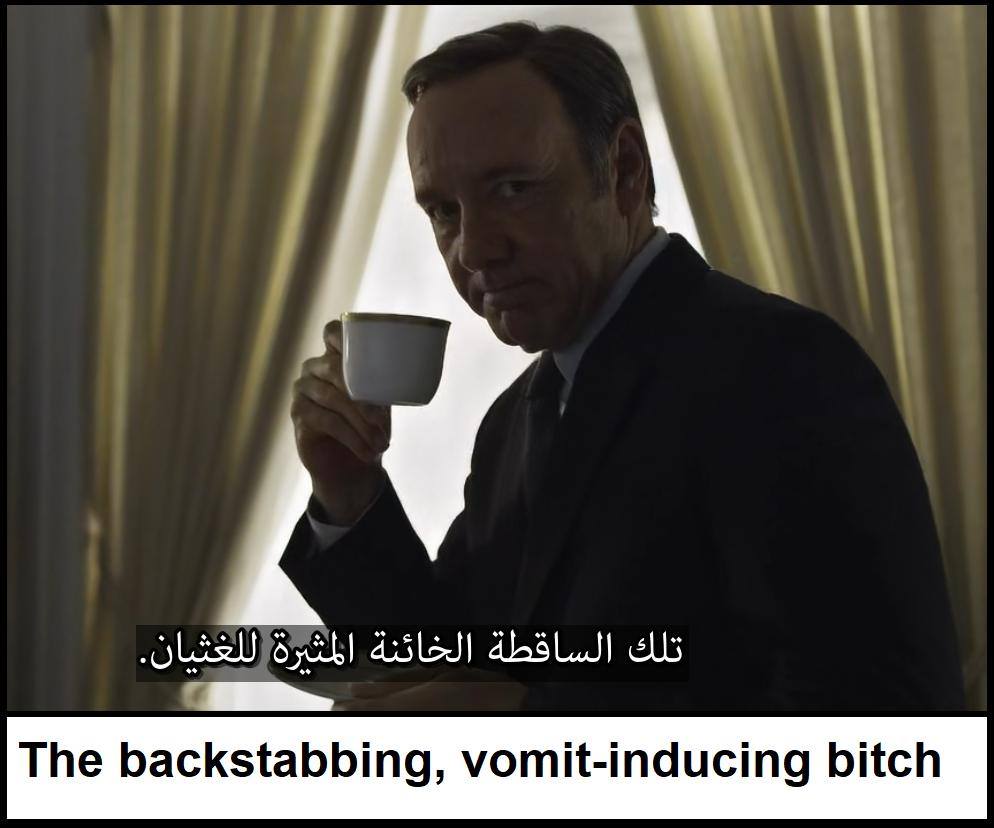 تلك الساقطة الخائنة المثيرة للغثيان.
The backstabbing, vomit-inducing bitch